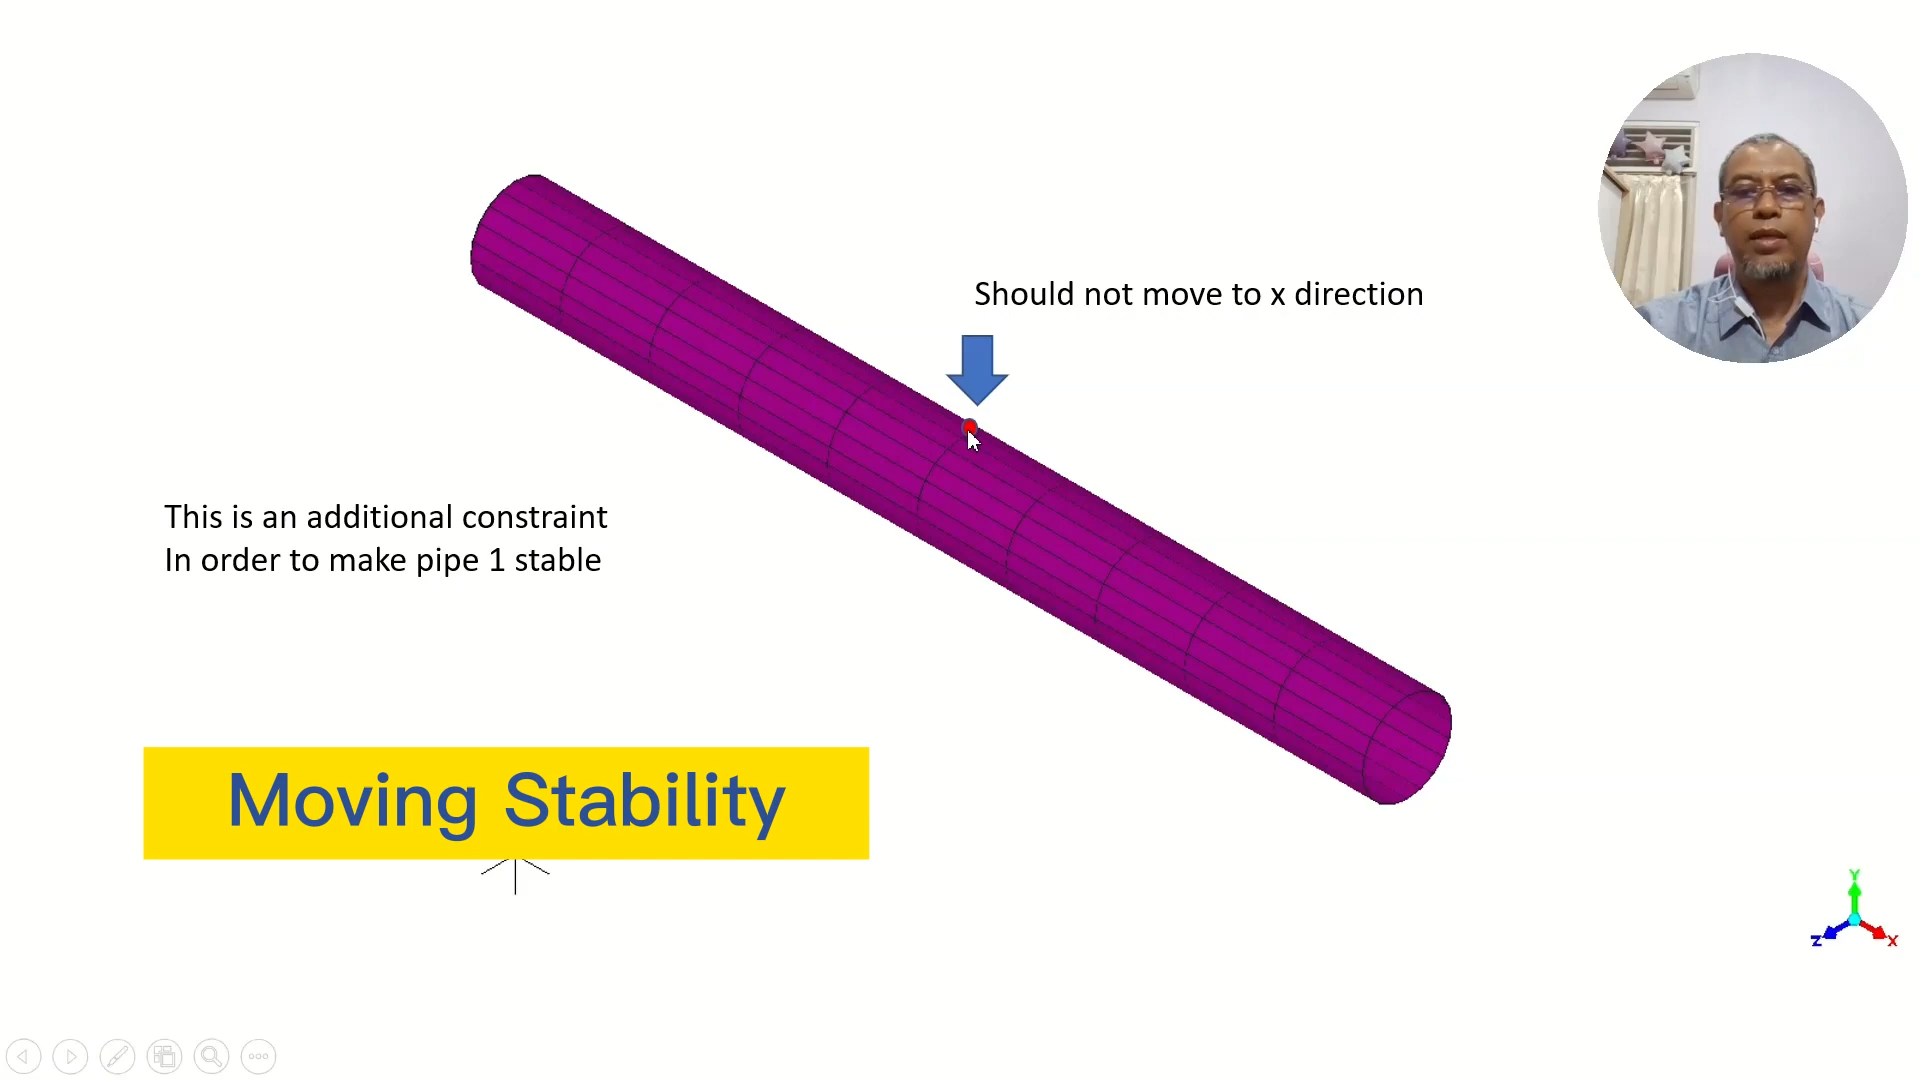 Should not move to x direction
This is an additional constraint
In order to make pipe 1 stable
Moving Stability
Y
Z
X